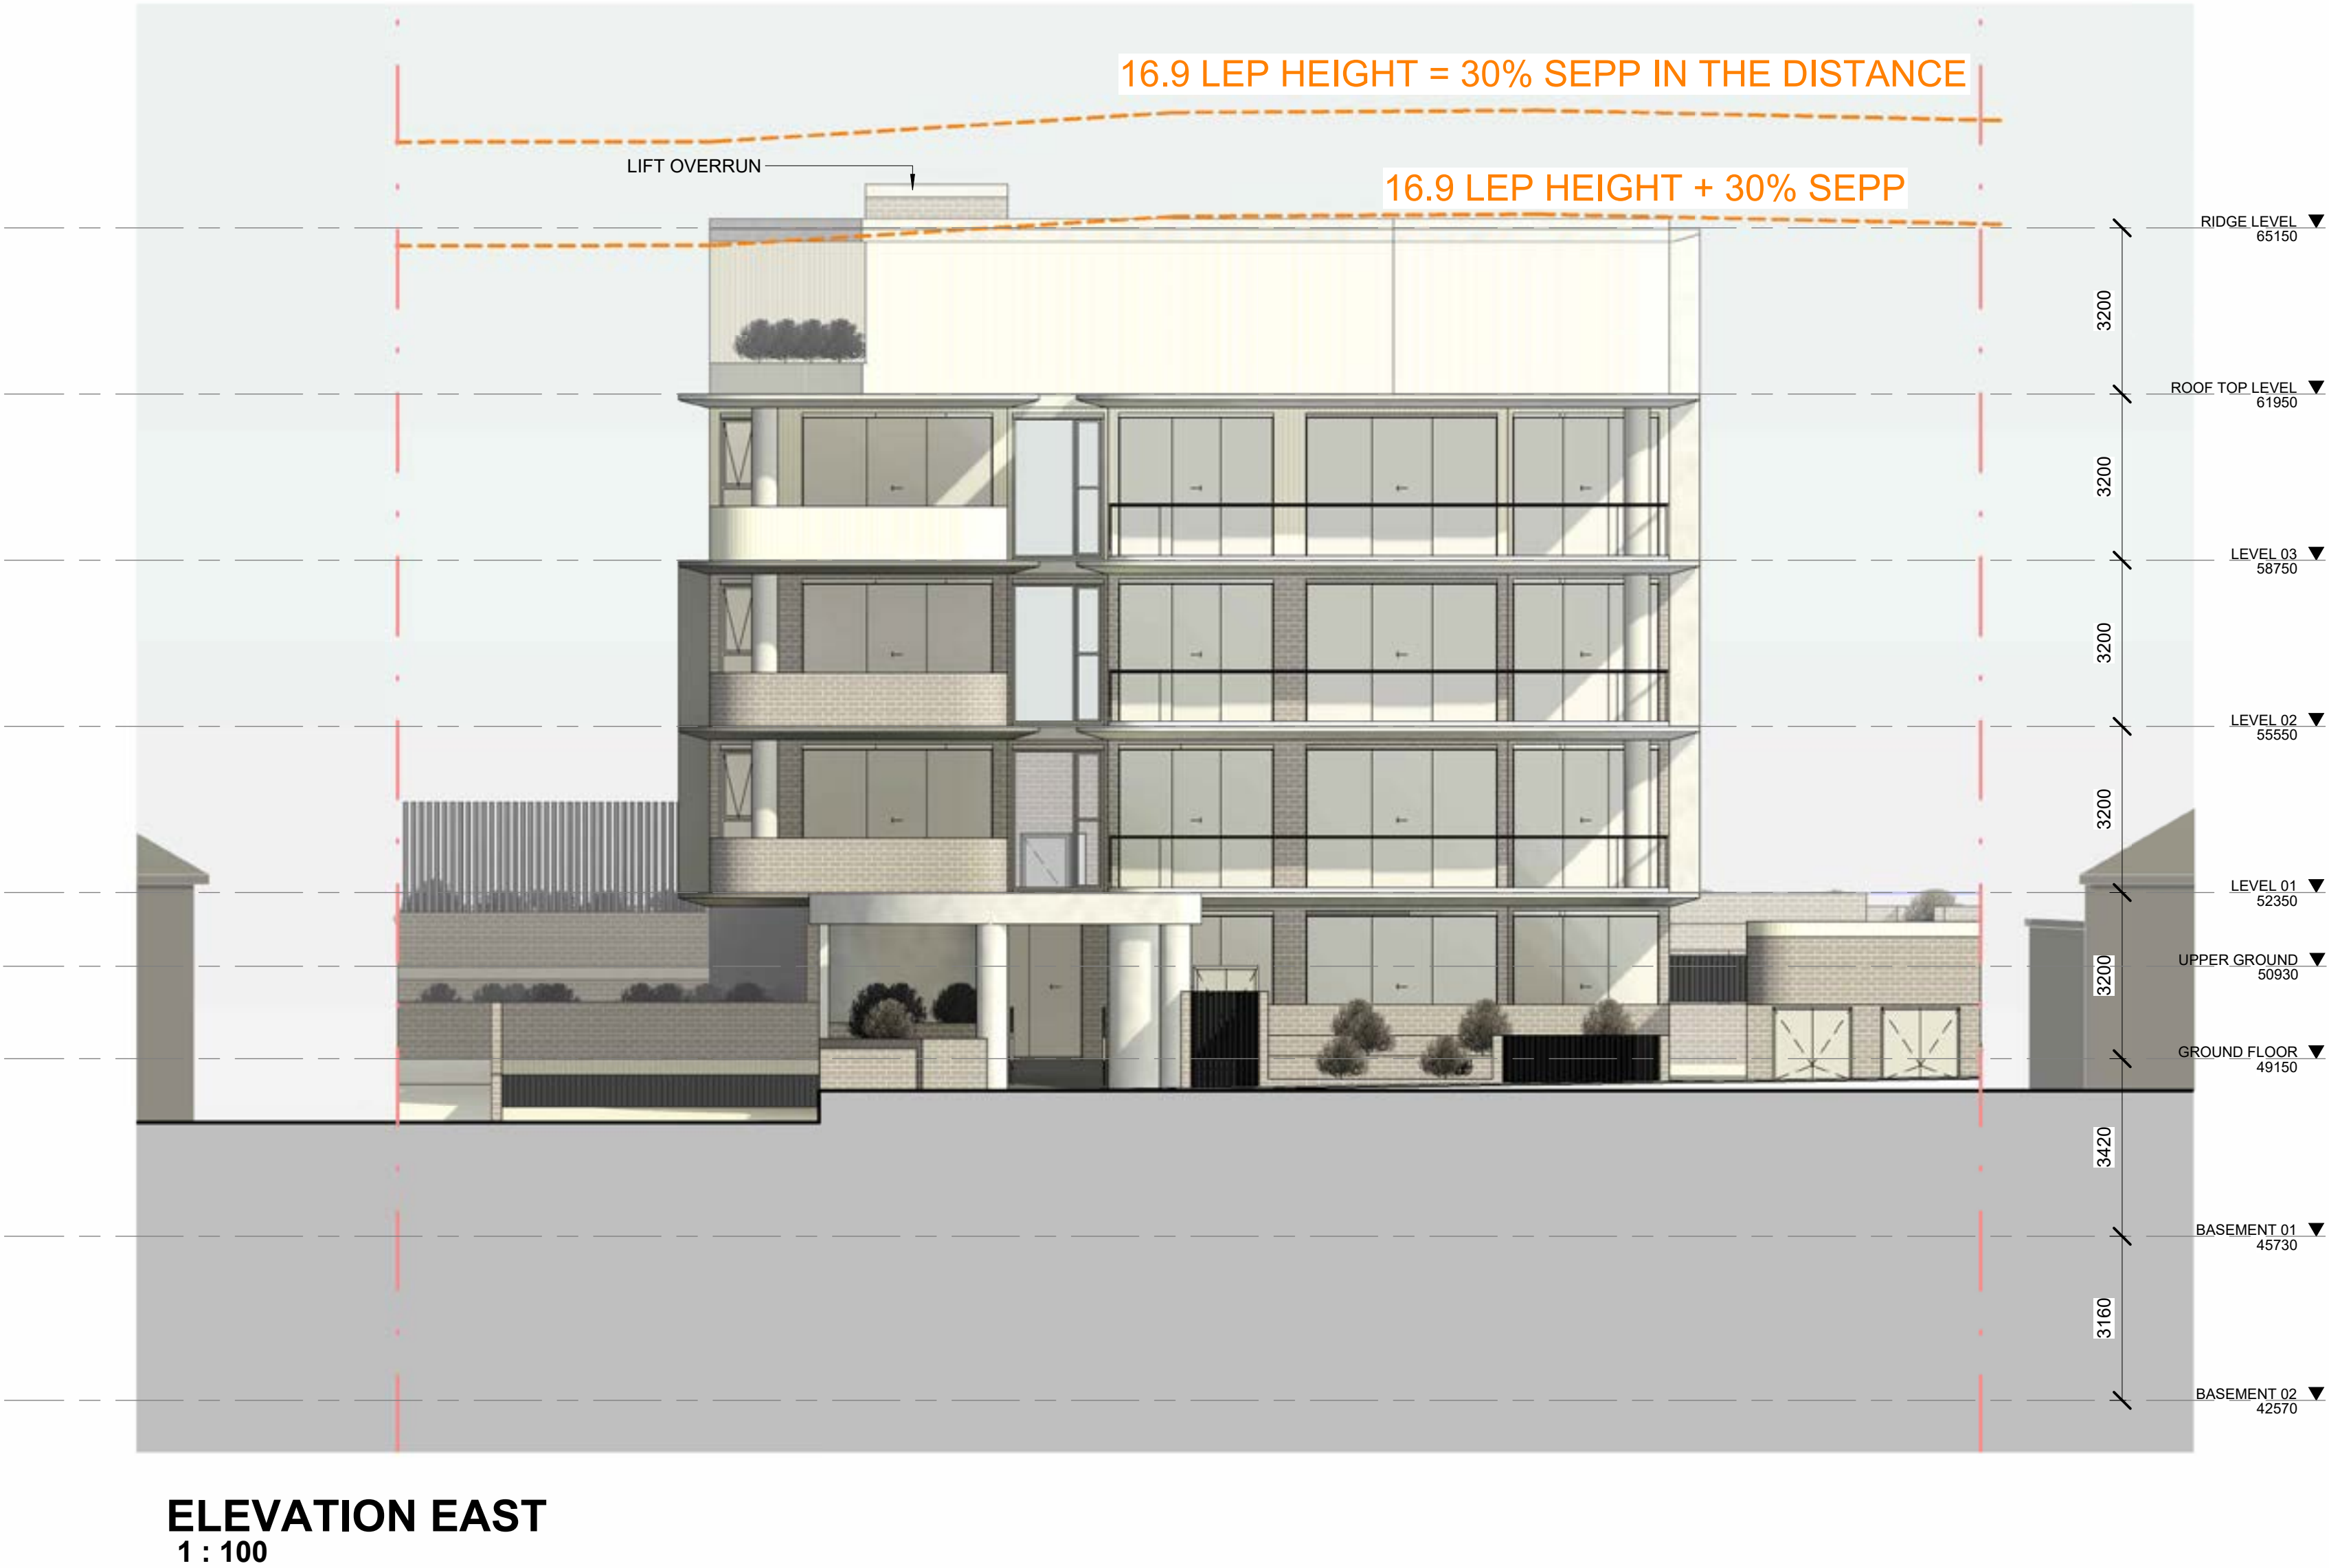 16.9 LEP HEIGHT = 30% SEPP IN THE DISTANCE
LIFT OVERRUN
16.9 LEP HEIGHT + 30% SEPP
RIDGE LEVEL
65150
3200
ROOF TOP LEVEL
61950
3200
LEVEL 03
58750
3200
LEVEL 02
55550
3200
LEVEL 01
52350
UPPER GROUND
50930
3200
GROUND FLOOR
49150
3420
BASEMENT 01
45730
3160
BASEMENT 02
42570
ELEVATION EAST
1 : 100